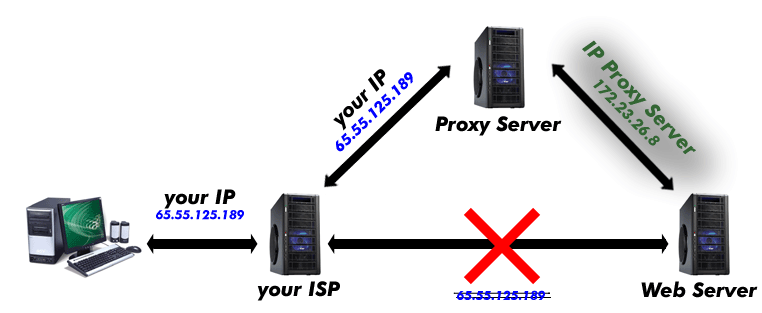 your IP
65.55.125.189
your ISP
your IP
65.55.125.189
Proxy Server
IP Proxy Server
172.23.26.8
65.55.125.189
Web Server